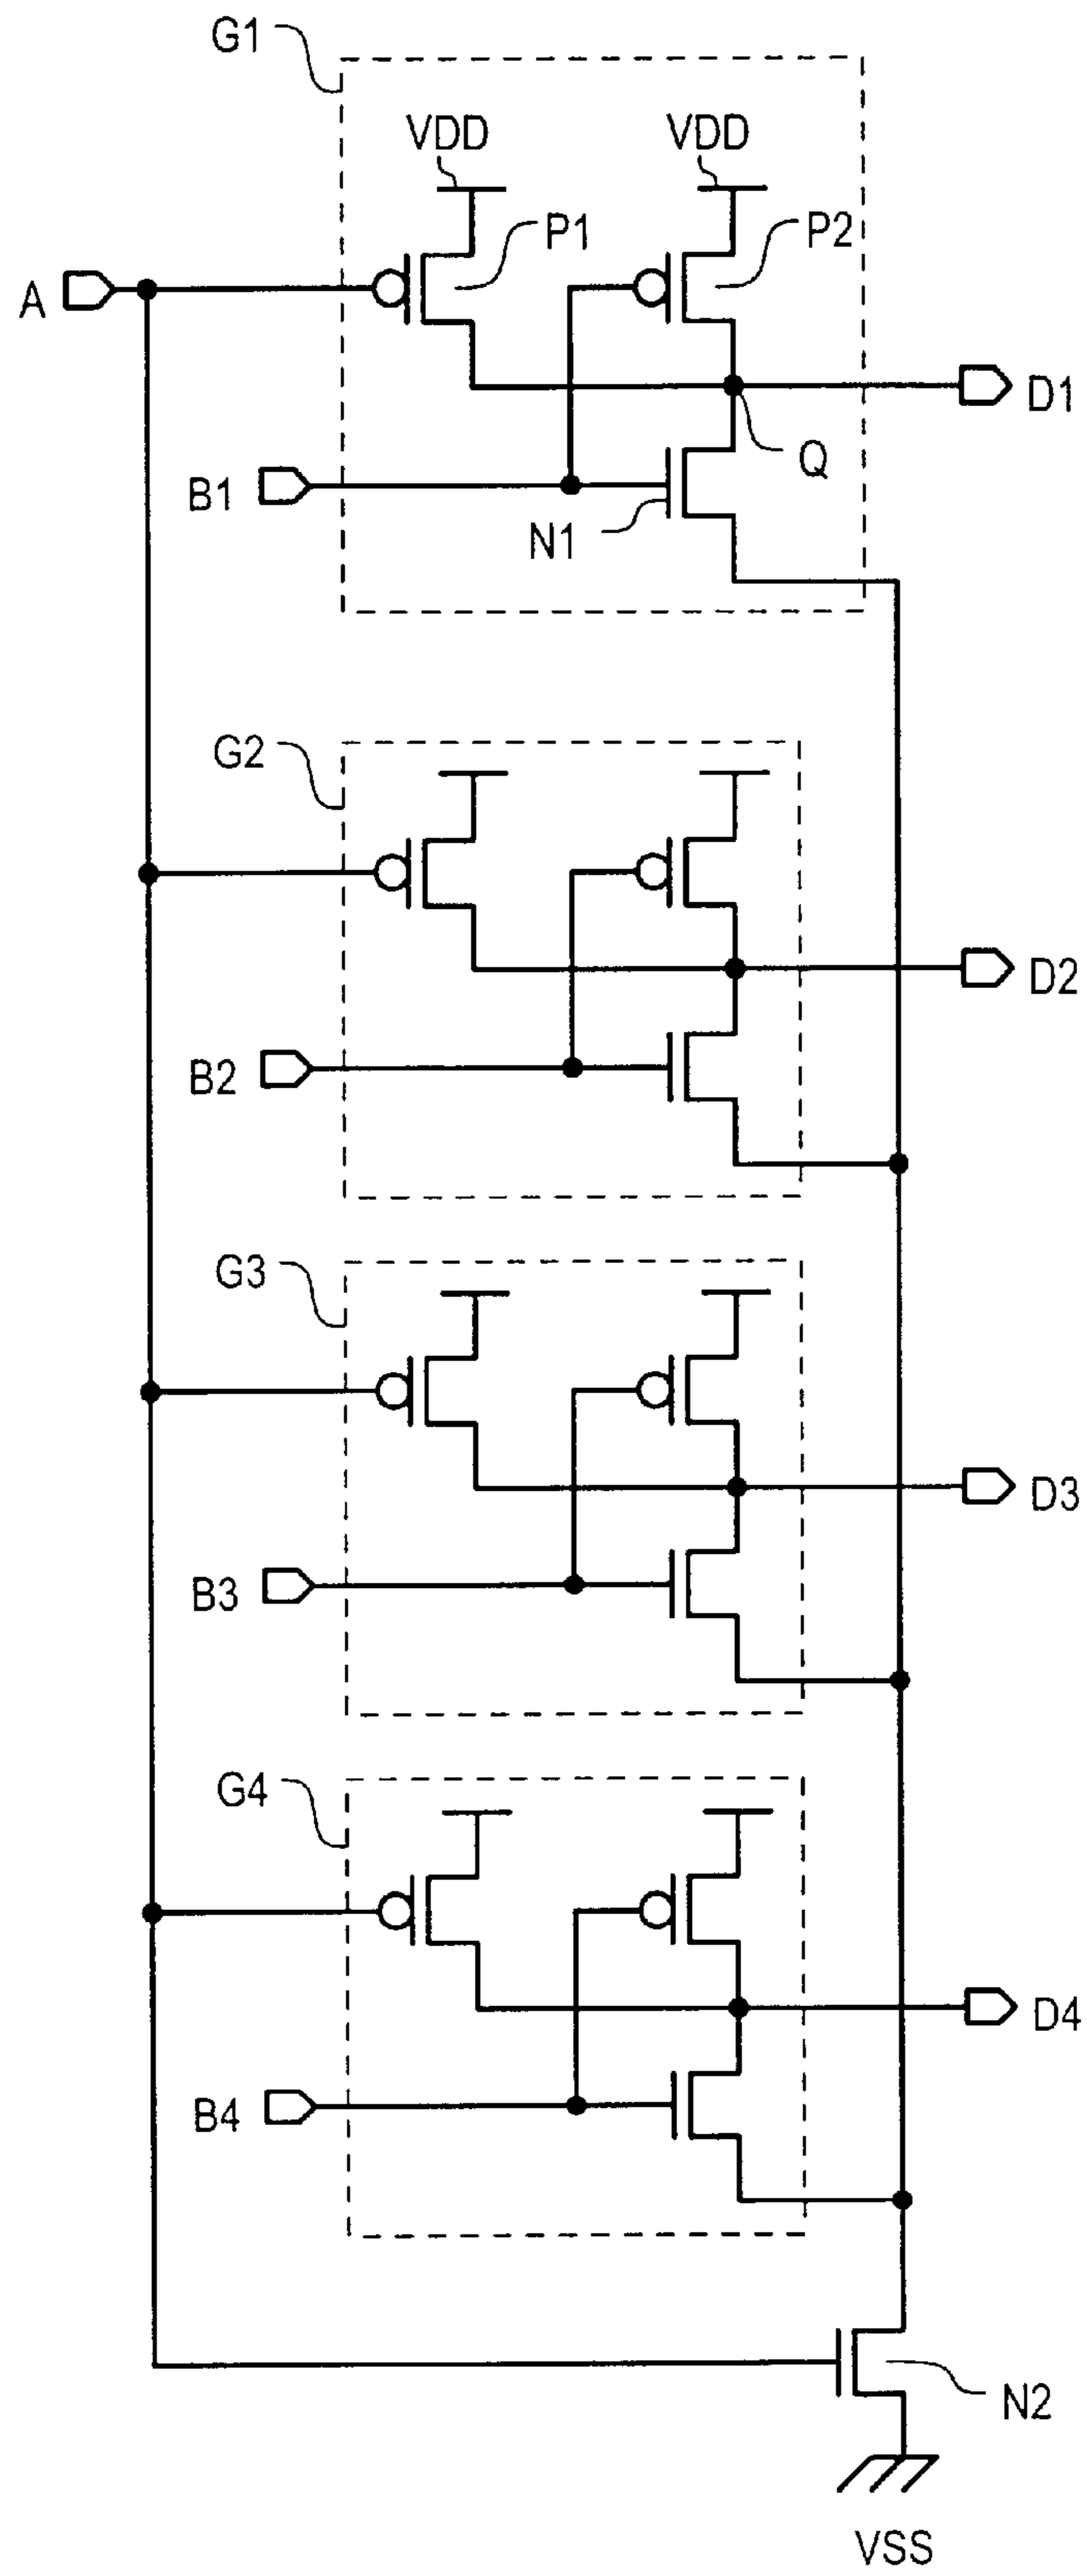 G1
VDD VDD
P1 P2
A
D1
B1 Q
N1
G2
D2
B2
G3
D3
B3
G4
D4
B4
N2
VSS